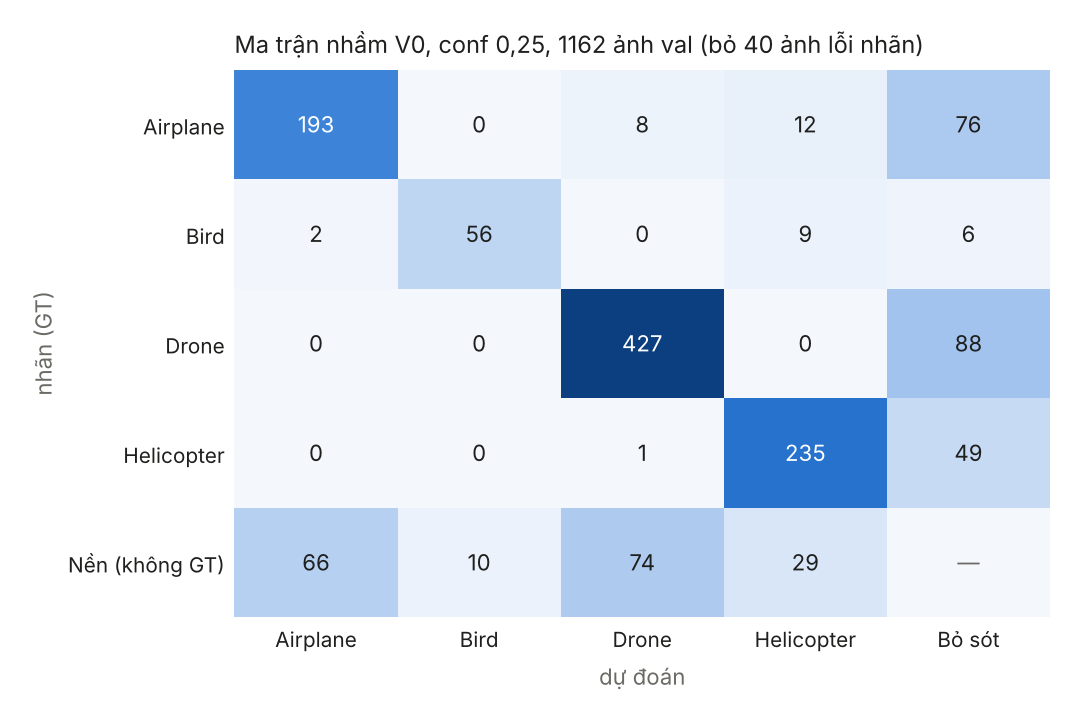 Ma trận nhầm V0, conf 0,25, 1162 ảnh val (bỏ 40 ảnh lỗi nhãn)
nhãn (GT)
Airplane 193 0 8 12 76
Bird 2 56 0 9 6
Drone 0 0 427 0 88
Helicopter 0 0 1 235 49
Nền (không GT) 66 10 74 29 —
Airplane Bird Drone Helicopter Bỏ sót
dự đoán